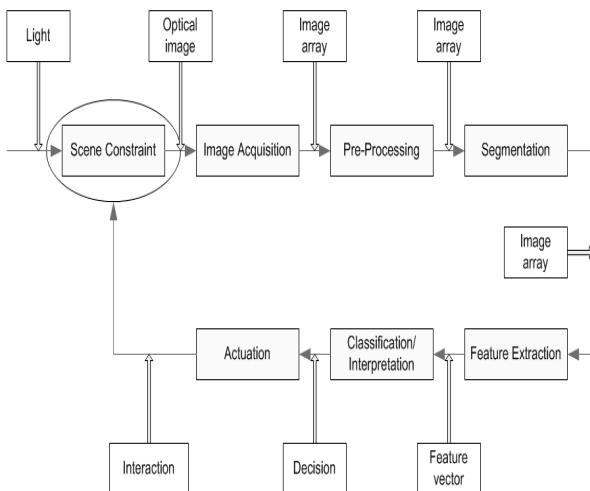 Light
Optical
image
Image
array
Image
array
Scene Constraint
Image Acquisition
Pre-Processing
Segmentation
Image
array
Actuation
Classification/
Interpretation
Feature Extraction
Interaction
Decision
Feature
vector